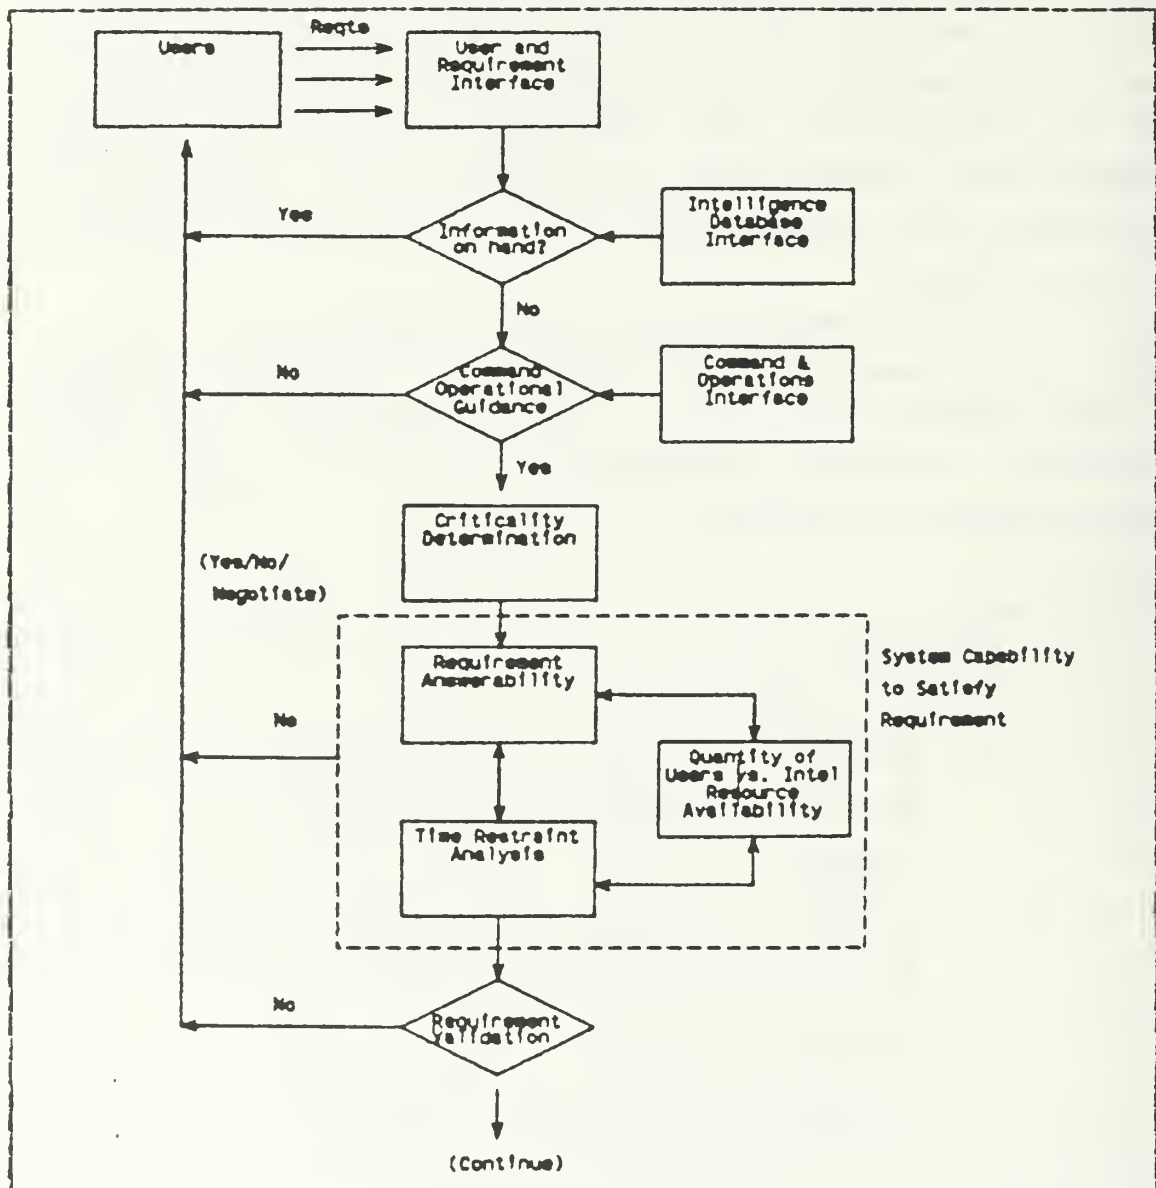 Users
Reqts
User and
Requirement
Interface
Yes
Information
on hand?
Intelligence
Database
Interface
No
No
Command
Operational
Guidance
Command &
Operations
Interface
Yes
Criticality
Determination
(Yes/No/
Negotiate)
Requirement
Answerability
System Capability
to Satisfy
Requirement
No
Quantity of
Users vs. Intel
Resource
Availability
Time Restraint
Analysis
No
Requirement
Validation
(Continue)